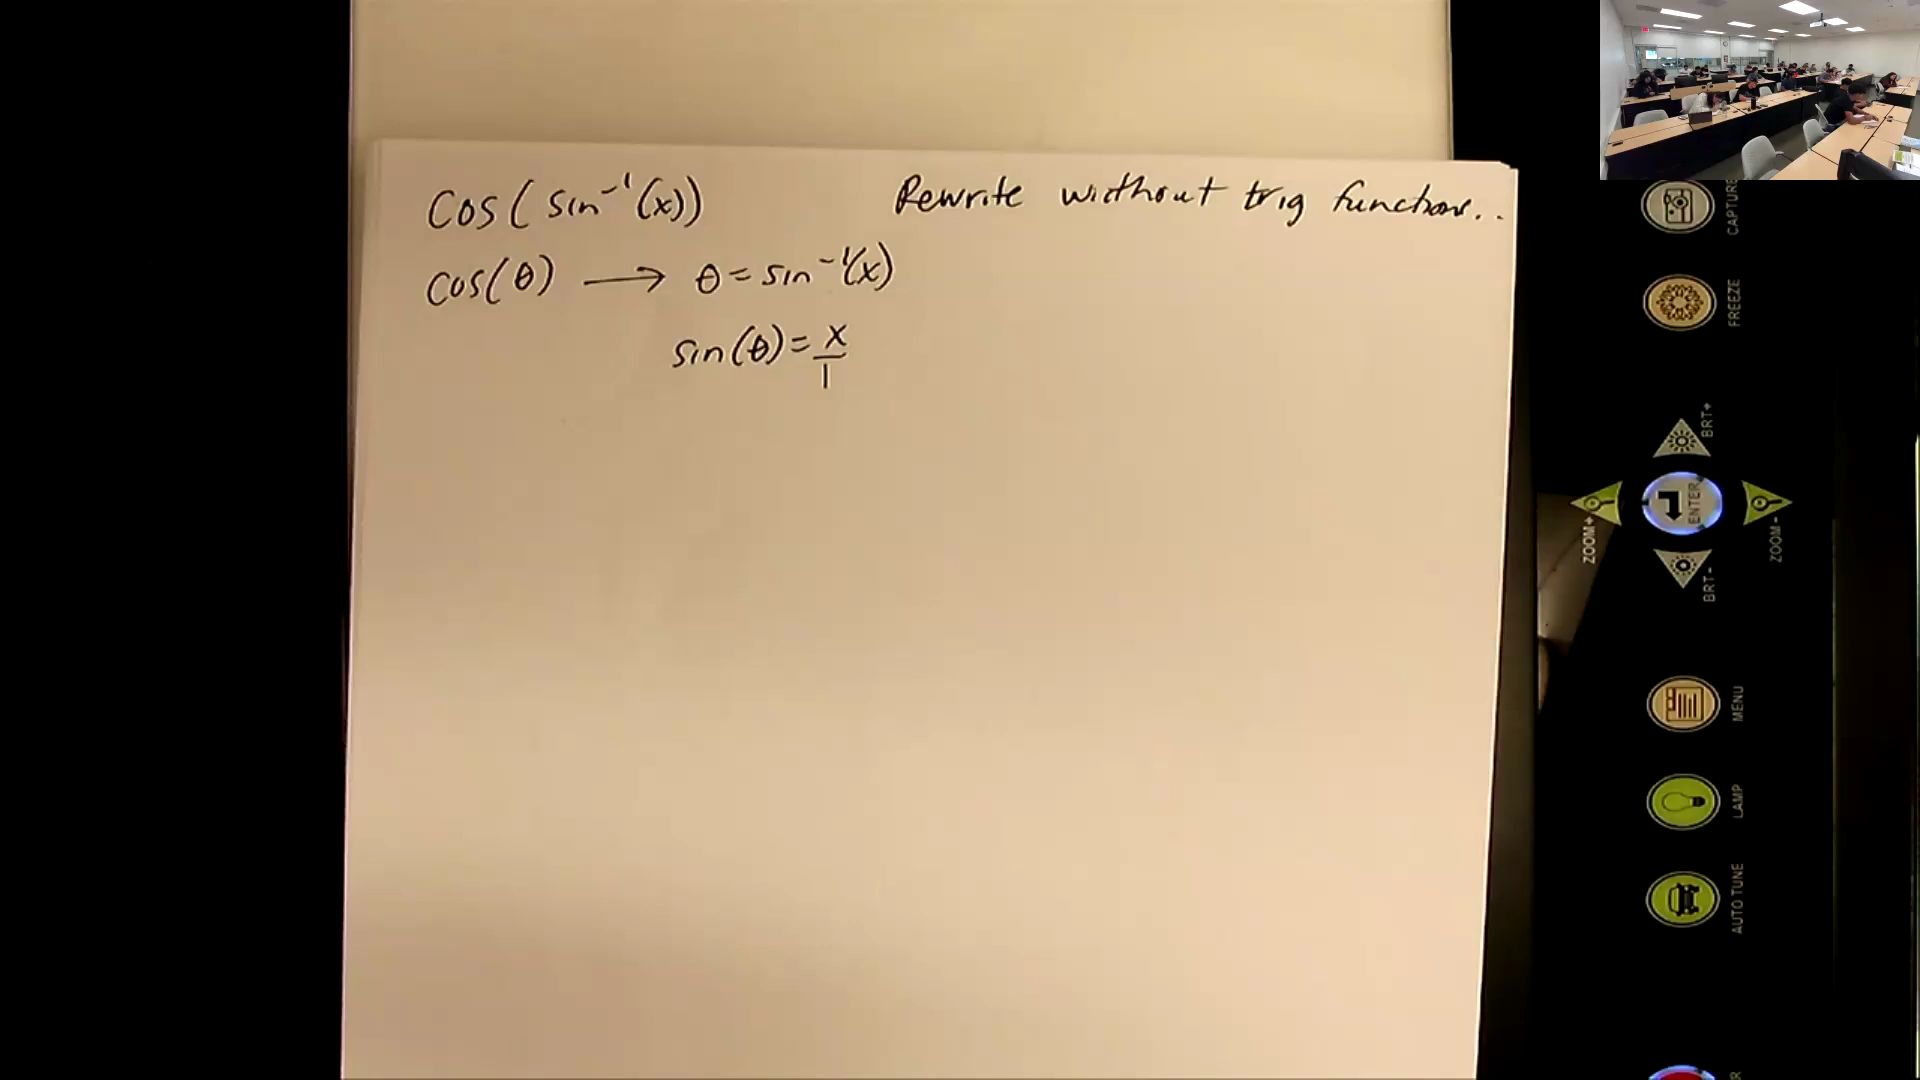 Cos(sin⁻¹(x)) Rewrite without trig functions..
cos(θ) → θ = sin⁻¹(x)
sin(θ) = x/1
CAPTURE
FREEZE
BRT+
ZOOM+
ENTER
ZOOM-
BRT-
MENU
LAMP
AUTO TUNE